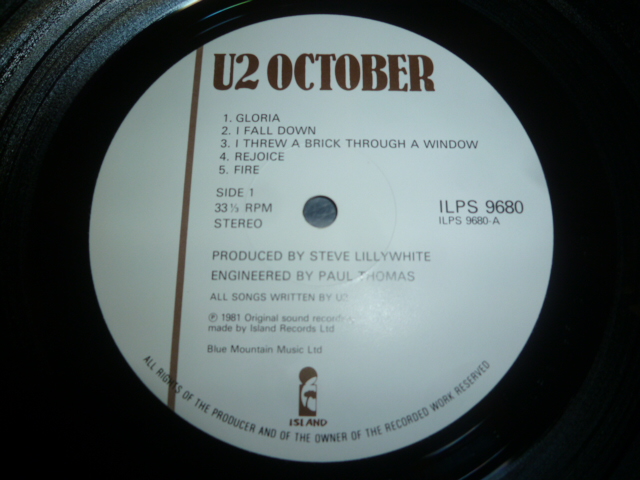 U2 OCTOBER
1. GLORIA
2. I FALL DOWN
3. I THREW A BRICK THROUGH A WINDOW
4. REJOICE
5. FIRE
SIDE 1
33⅓ RPM
STEREO
ILPS 9680
ILPS 9680-A
PRODUCED BY STEVE LILLYWHITE
ENGINEERED BY PAUL THOMAS
ALL SONGS WRITTEN BY U2
℗ 1981 Original sound recording
made by Island Records Ltd
Blue Mountain Music Ltd
ISLAND
ALL RIGHTS OF THE PRODUCER AND OF THE OWNER OF THE RECORDED WORK RESERVED